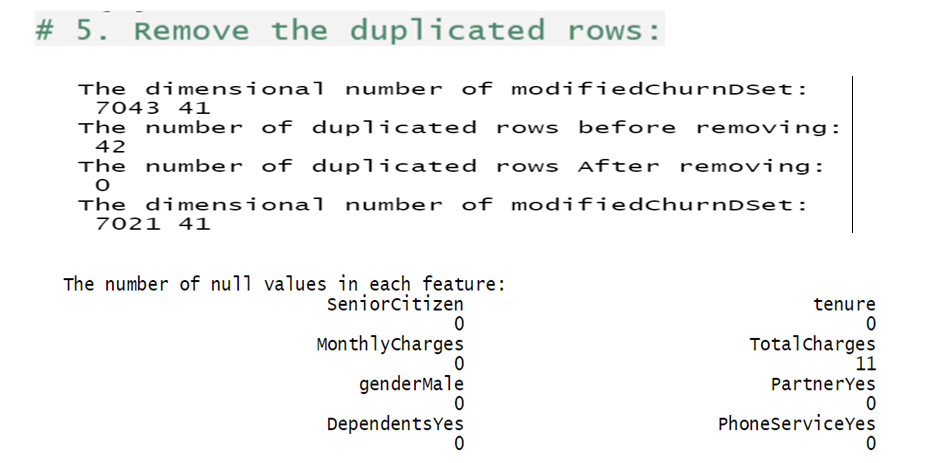 # 5. Remove the duplicated rows:
The dimensional number of modifiedChurnDSet:
7043 41
The number of duplicated rows before removing:
42
The number of duplicated rows After removing:
0
The dimensional number of modifiedChurnDSet:
7021 41
The number of null values in each feature:
SeniorCitizen tenure
0 0
MonthlyCharges TotalCharges
0 11
genderMale PartnerYes
0 0
DependentsYes PhoneServiceYes
0 0